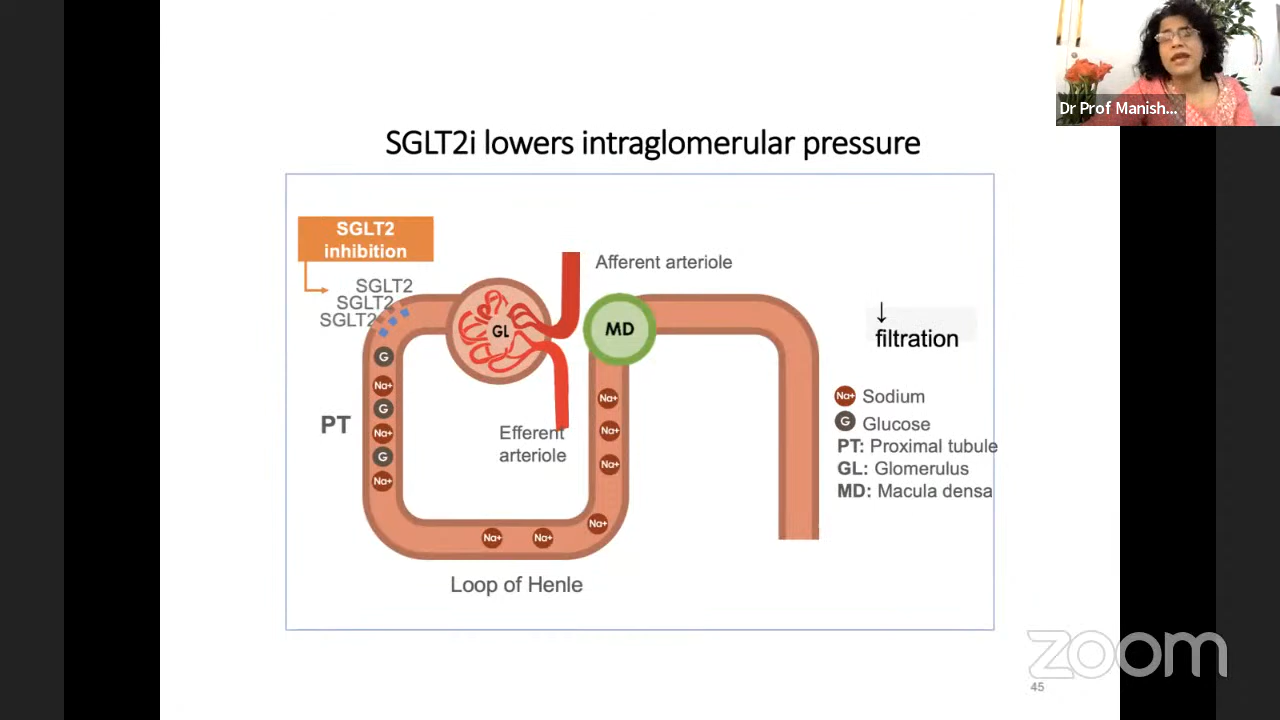 Dr Prof Manish...
SGLT2i lowers intraglomerular pressure
SGLT2
inhibition
SGLT2
SGLT2
SGLT2
Afferent arteriole
GL
MD
↓
filtration
G
Na+
G
Na+
G
Na+
PT
Efferent
arteriole
Na+
Na+
Na+
Na+
Na+
Na+
Loop of Henle
Na+ Sodium
G Glucose
PT: Proximal tubule
GL: Glomerulus
MD: Macula densa
zoom
45